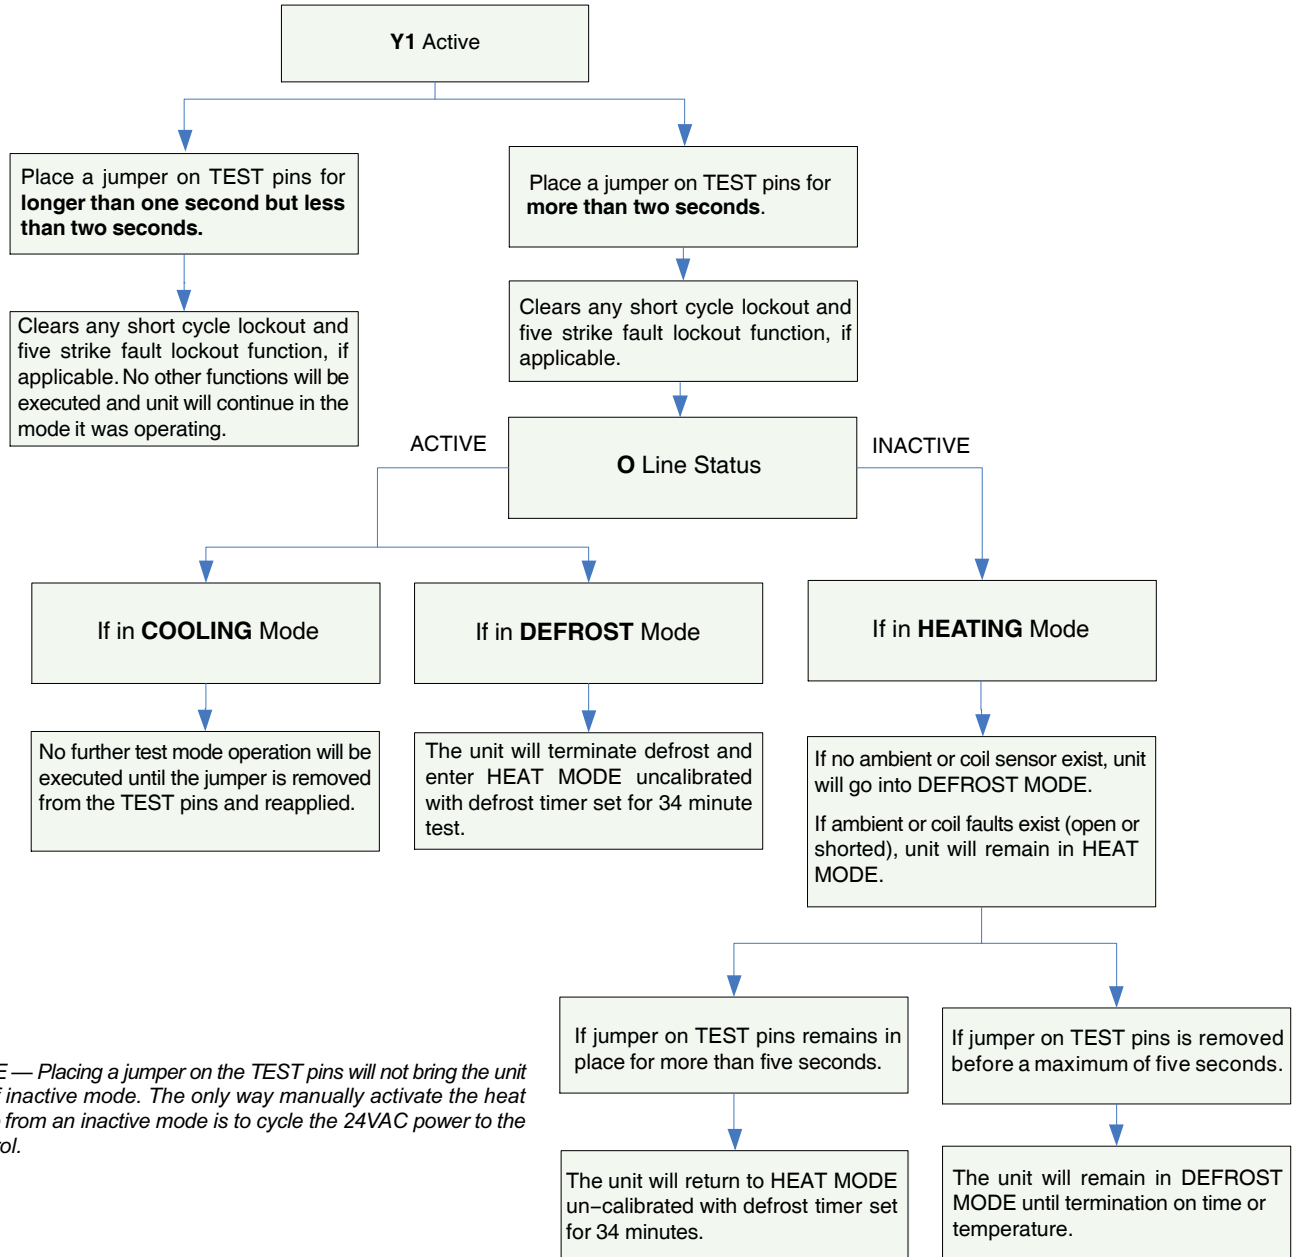 Y1 Active
Place a jumper on TEST pins for
longer than one second but less
than two seconds.
Place a jumper on TEST pins for
more than two seconds.
Clears any short cycle lockout and
five strike fault lockout function, if
applicable. No other functions will be
executed and unit will continue in the
mode it was operating.
Clears any short cycle lockout and
five strike fault lockout function, if
applicable.
ACTIVE
O Line Status
INACTIVE
If in COOLING Mode
If in DEFROST Mode
If in HEATING Mode
No further test mode operation will be
executed until the jumper is removed
from the TEST pins and reapplied.
The unit will terminate defrost and
enter HEAT MODE uncalibrated
with defrost timer set for 34 minute
test.
If no ambient or coil sensor exist, unit
will go into DEFROST MODE.
If ambient or coil faults exist (open or
shorted), unit will remain in HEAT
MODE.
If jumper on TEST pins remains in
place for more than five seconds.
If jumper on TEST pins is removed
before a maximum of five seconds.
E — Placing a jumper on the TEST pins will not bring the unit
f inactive mode. The only way manually activate the heat
from an inactive mode is to cycle the 24VAC power to the
rol.
The unit will return to HEAT MODE
un−calibrated with defrost timer set
for 34 minutes.
The unit will remain in DEFROST
MODE until termination on time or
temperature.